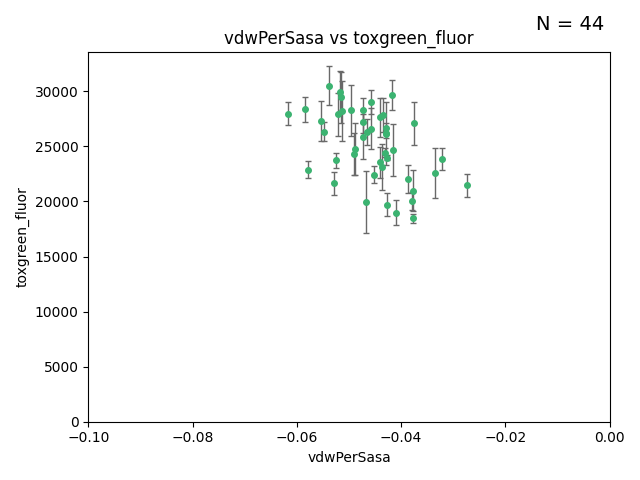 N = 44
vdwPerSasa vs toxgreen_fluor
toxgreen_fluor
30000
25000
20000
15000
10000
5000
0
−0.10 −0.08 −0.06 −0.04 −0.02 0.00
vdwPerSasa